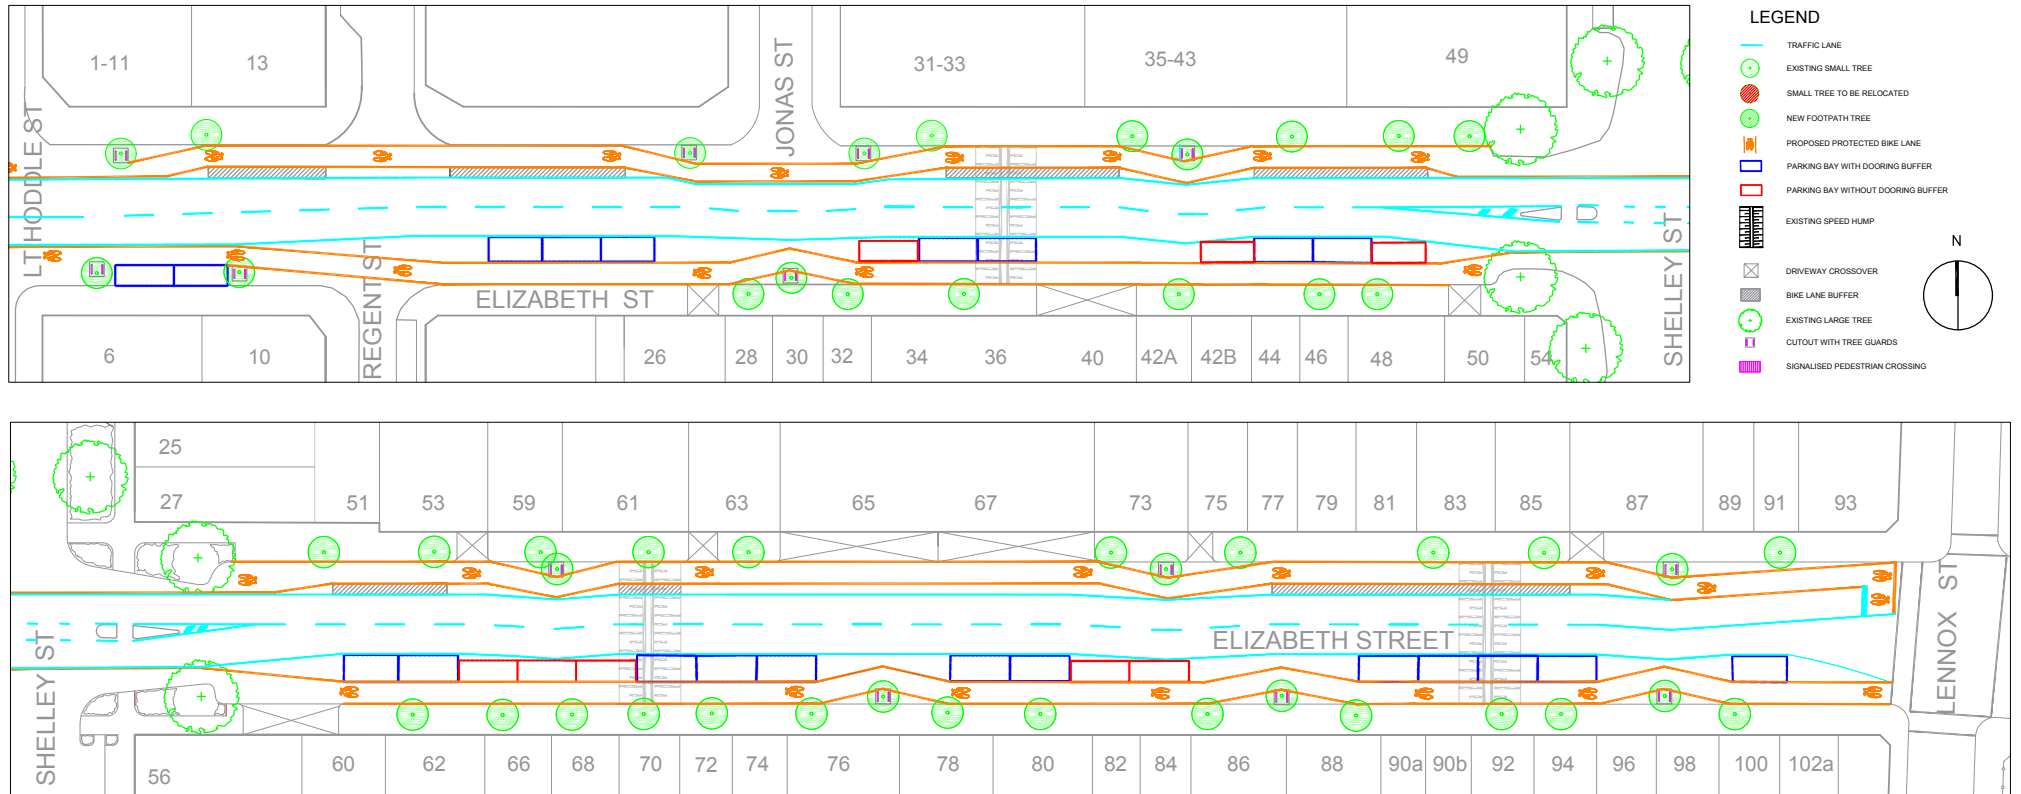 1-11
13
31-33
35-43
49
LT HODDLE ST
JONAS ST
REGENT ST
ELIZABETH ST
SHELLEY ST
6
10
26
28
30
32
34
36
40
42A
42B
44
46
48
50
54
LEGEND
TRAFFIC LANE
EXISTING SMALL TREE
SMALL TREE TO BE RELOCATED
NEW FOOTPATH TREE
PROPOSED PROTECTED BIKE LANE
PARKING BAY WITH DOORING BUFFER
PARKING BAY WITHOUT DOORING BUFFER
EXISTING SPEED HUMP
DRIVEWAY CROSSOVER
BIKE LANE BUFFER
EXISTING LARGE TREE
CUTOUT WITH TREE GUARDS
SIGNALISED PEDESTRIAN CROSSING
N
25
27
51
53
59
61
63
65
67
73
75
77
79
81
83
85
87
89
91
93
SHELLEY ST
ELIZABETH STREET
LENNOX ST
56
60
62
66
68
70
72
74
76
78
80
82
84
86
88
90a
90b
92
94
96
98
100
102a